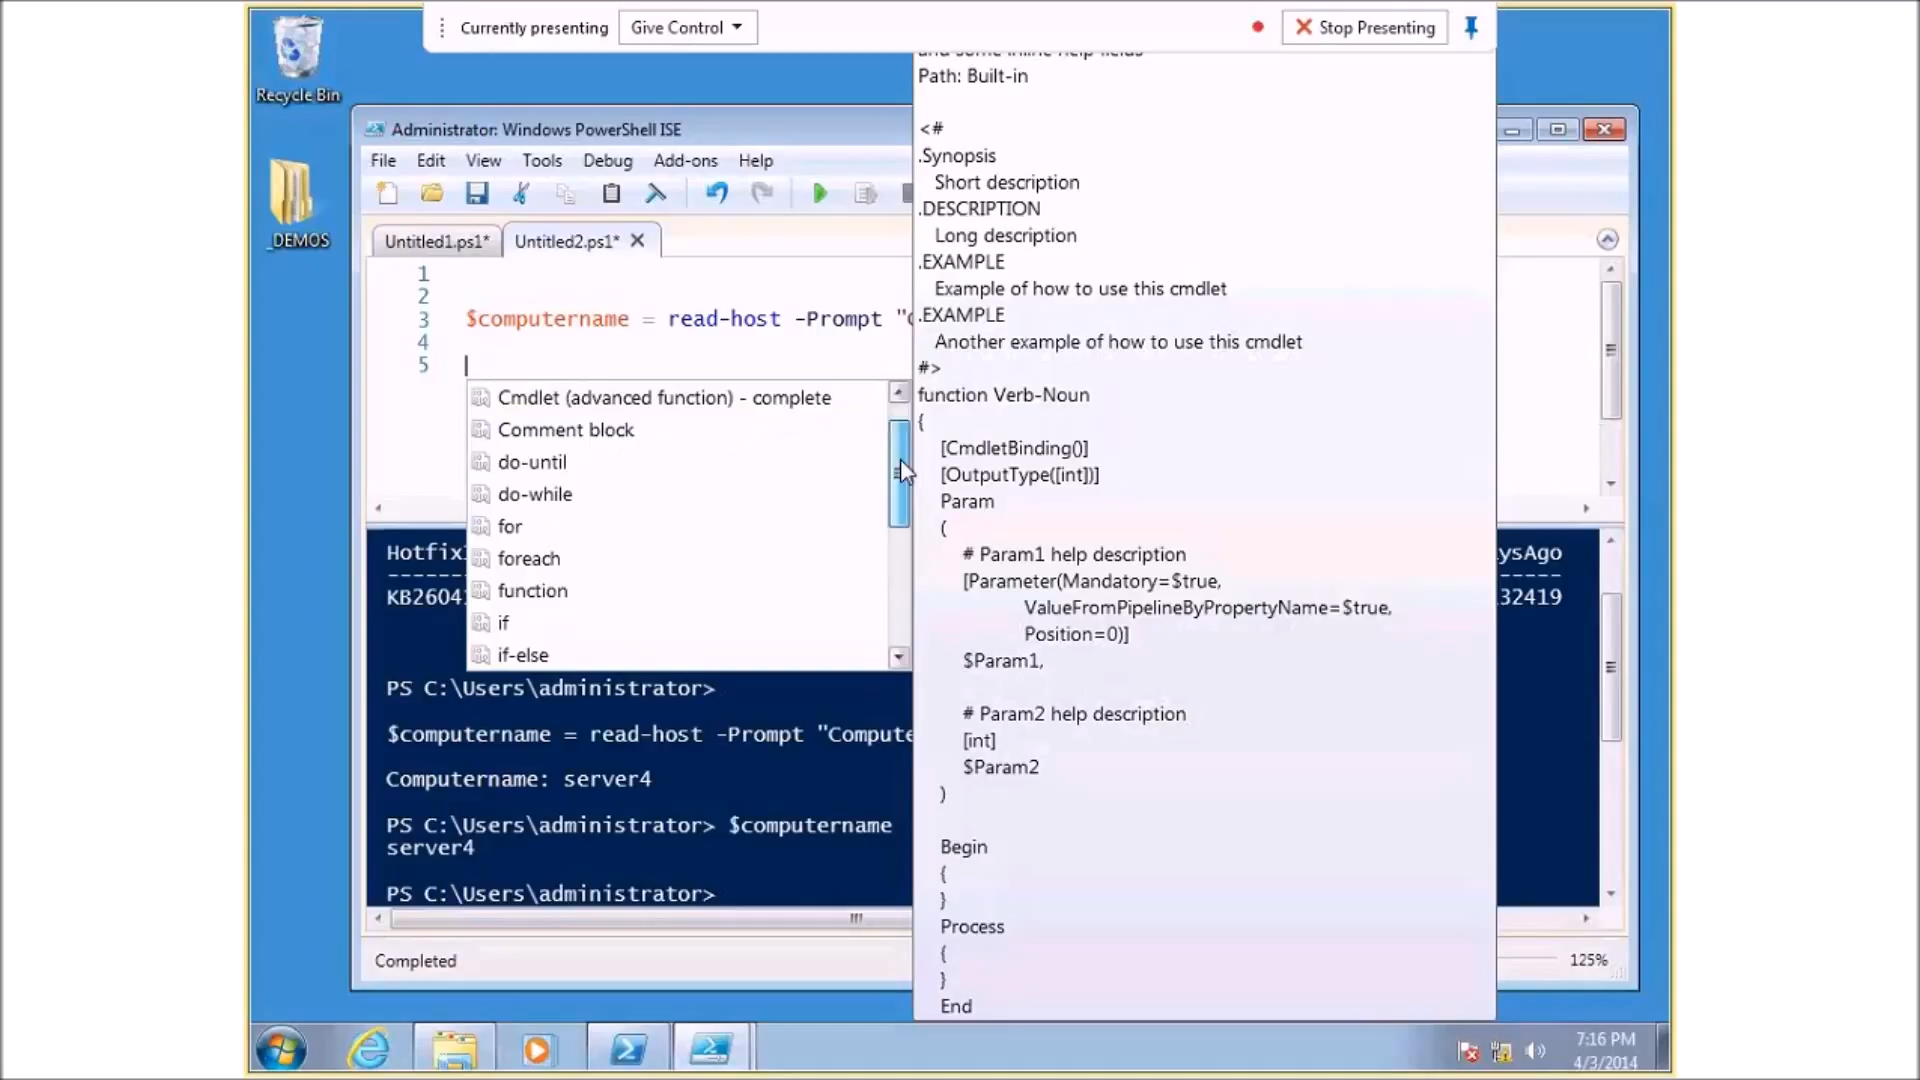 Currently presenting
Give Control
Stop Presenting
Recycle Bin
_DEMOS
Administrator: Windows PowerShell ISE
File Edit View Tools Debug Add-ons Help
Untitled1.ps1*
Untitled2.ps1*
1
2
3 $computername = read-host -Prompt "
4
5
Cmdlet (advanced function) - complete
Comment block
do-until
do-while
for
foreach
function
if
if-else
Path: Built-in
<#
.Synopsis
Short description
.DESCRIPTION
Long description
.EXAMPLE
Example of how to use this cmdlet
.EXAMPLE
Another example of how to use this cmdlet
#>
function Verb-Noun
{
[CmdletBinding()]
[OutputType([int])]
Param
(
# Param1 help description
[Parameter(Mandatory=$true,
ValueFromPipelineByPropertyName=$true,
Position=0)]
$Param1,
# Param2 help description
[int]
$Param2
)
Begin
{
}
Process
{
}
End
Hotfix
ysAgo
------
-----
KB2604
32419
PS C:\Users\administrator>
$computername = read-host -Prompt "Compute
Computername: server4
PS C:\Users\administrator> $computername
server4
PS C:\Users\administrator>
Completed
125%
7:16 PM
4/3/2014